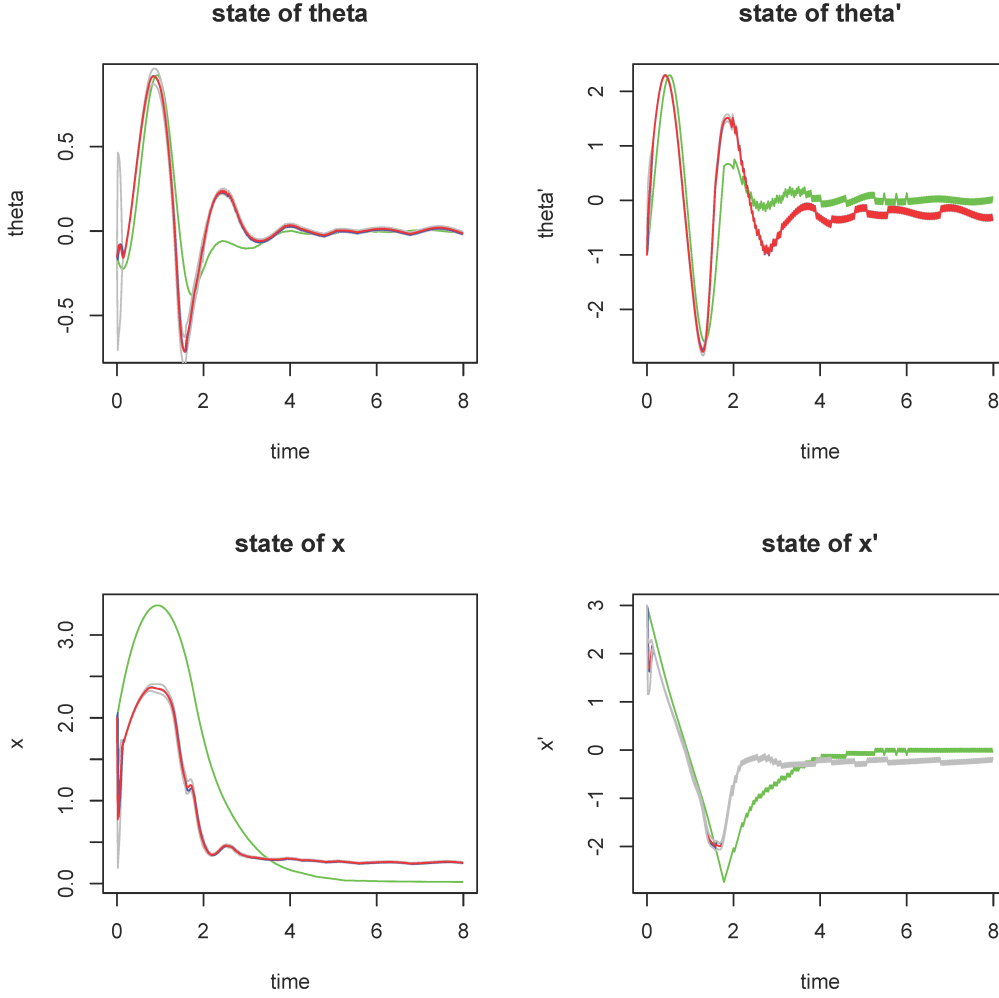 state of theta
theta
0.5
0.0
-0.5
0 2 4 6 8
time
state of theta'
theta'
2
1
0
-1
-2
0 2 4 6 8
time
state of x
x
3.0
2.0
1.0
0.0
0 2 4 6 8
time
state of x'
x'
3
2
1
0
-1
-2
0 2 4 6 8
time